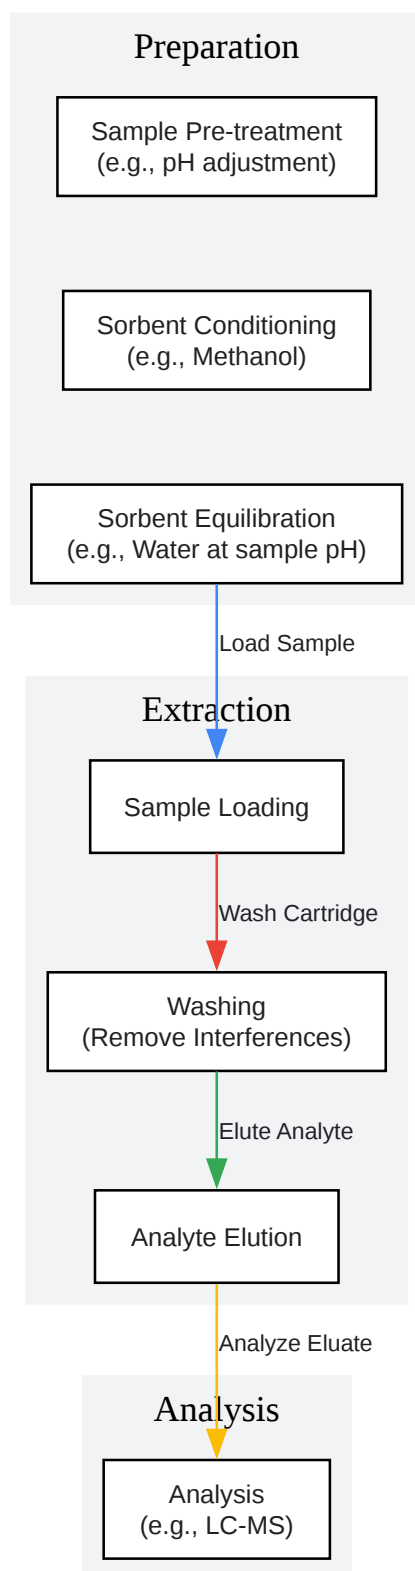 Preparation
Sample Pre-treatment
(e.g., pH adjustment)
Sorbent Conditioning
(e.g., Methanol)
Sorbent Equilibration
(e.g., Water at sample pH)
Load Sample
Extraction
Sample Loading
Wash Cartridge
Washing
(Remove Interferences)
Elute Analyte
Analyte Elution
Analyze Eluate
Analysis
Analysis
(e.g., LC-MS)